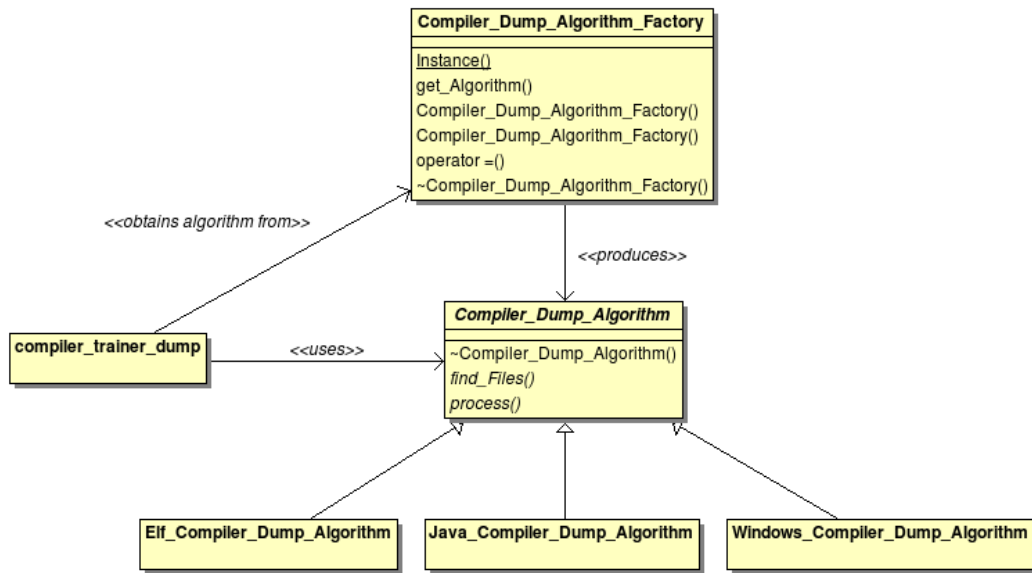 Compiler_Dump_Algorithm_Factory
Instance()
get_Algorithm()
Compiler_Dump_Algorithm_Factory()
Compiler_Dump_Algorithm_Factory()
operator =()
~Compiler_Dump_Algorithm_Factory()
<<obtains algorithm from>>
<<produces>>
Compiler_Dump_Algorithm
compiler_trainer_dump
<<uses>>
~Compiler_Dump_Algorithm()
find_Files()
process()
Elf_Compiler_Dump_Algorithm
Java_Compiler_Dump_Algorithm
Windows_Compiler_Dump_Algorithm